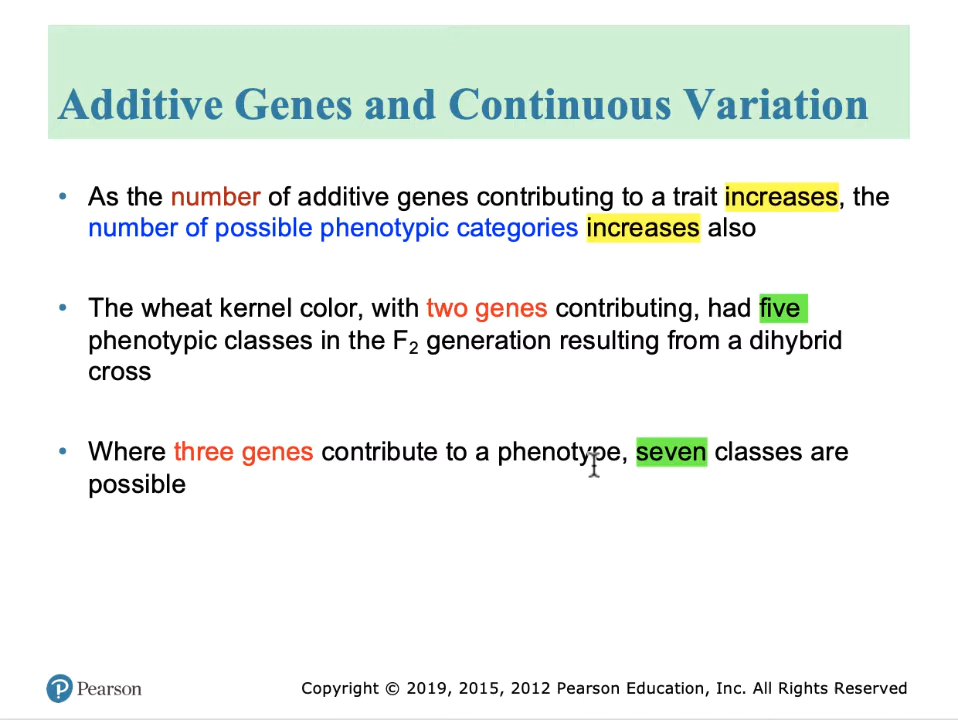 Additive Genes and Continuous Variation
• As the number of additive genes contributing to a trait increases, the
number of possible phenotypic categories increases also
• The wheat kernel color, with two genes contributing, had five
phenotypic classes in the F₂ generation resulting from a dihybrid
cross
• Where three genes contribute to a phenotype, seven classes are
possible
Pearson
Copyright © 2019, 2015, 2012 Pearson Education, Inc. All Rights Reserved